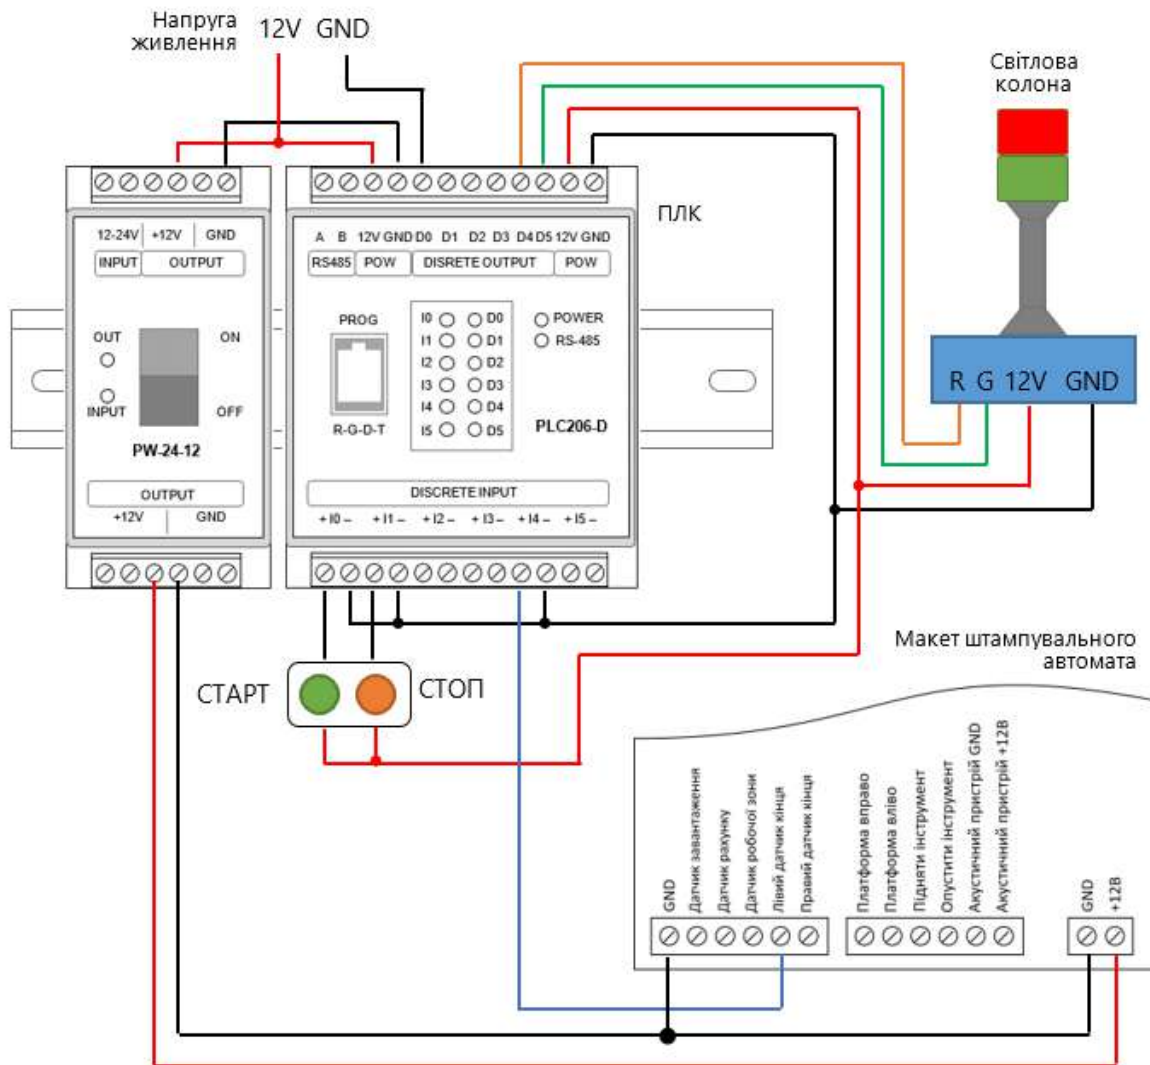 Напруга
живлення
12V GND
Світлова
колона
ПЛК
12-24V +12V GND
INPUT OUTPUT
OUT ON
INPUT OFF
PW-24-12
OUTPUT
+12V GND
A B 12V GND D0 D1 D2 D3 D4 D5 12V GND
RS485 POW DISRETE OUTPUT POW
PROG
I0 D0
I1 D1
I2 D2
I3 D3
I4 D4
I5 D5
POWER
RS-485
R-G-D-T
PLC206-D
DISCRETE INPUT
+ I0 – + I1 – + I2 – + I3 – + I4 – + I5 –
R G 12V GND
СТАРТ СТОП
Макет штампувального
автомата
GND
Датчик завантаження
Датчик рахунку
Датчик робочої зони
Лівий датчик кінця
Правий датчик кінця
Платформа вправо
Платформа вліво
Підняти інструмент
Опустити інструмент
Акустичний пристрій GND
Акустичний пристрій +12В
GND
+12В